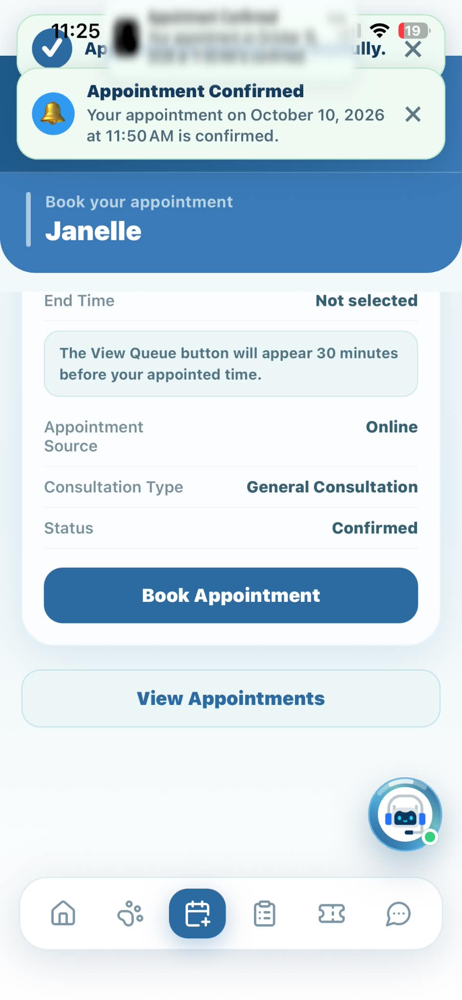 11:25
19
Ap
ully.
Appointment Confirmed
Your appointment on October 10, 2026
at 11:50 AM is confirmed.
Book your appointment
Janelle
End Time
Not selected
The View Queue button will appear 30 minutes
before your appointed time.
Appointment
Source
Online
Consultation Type
General Consultation
Status
Confirmed
Book Appointment
View Appointments